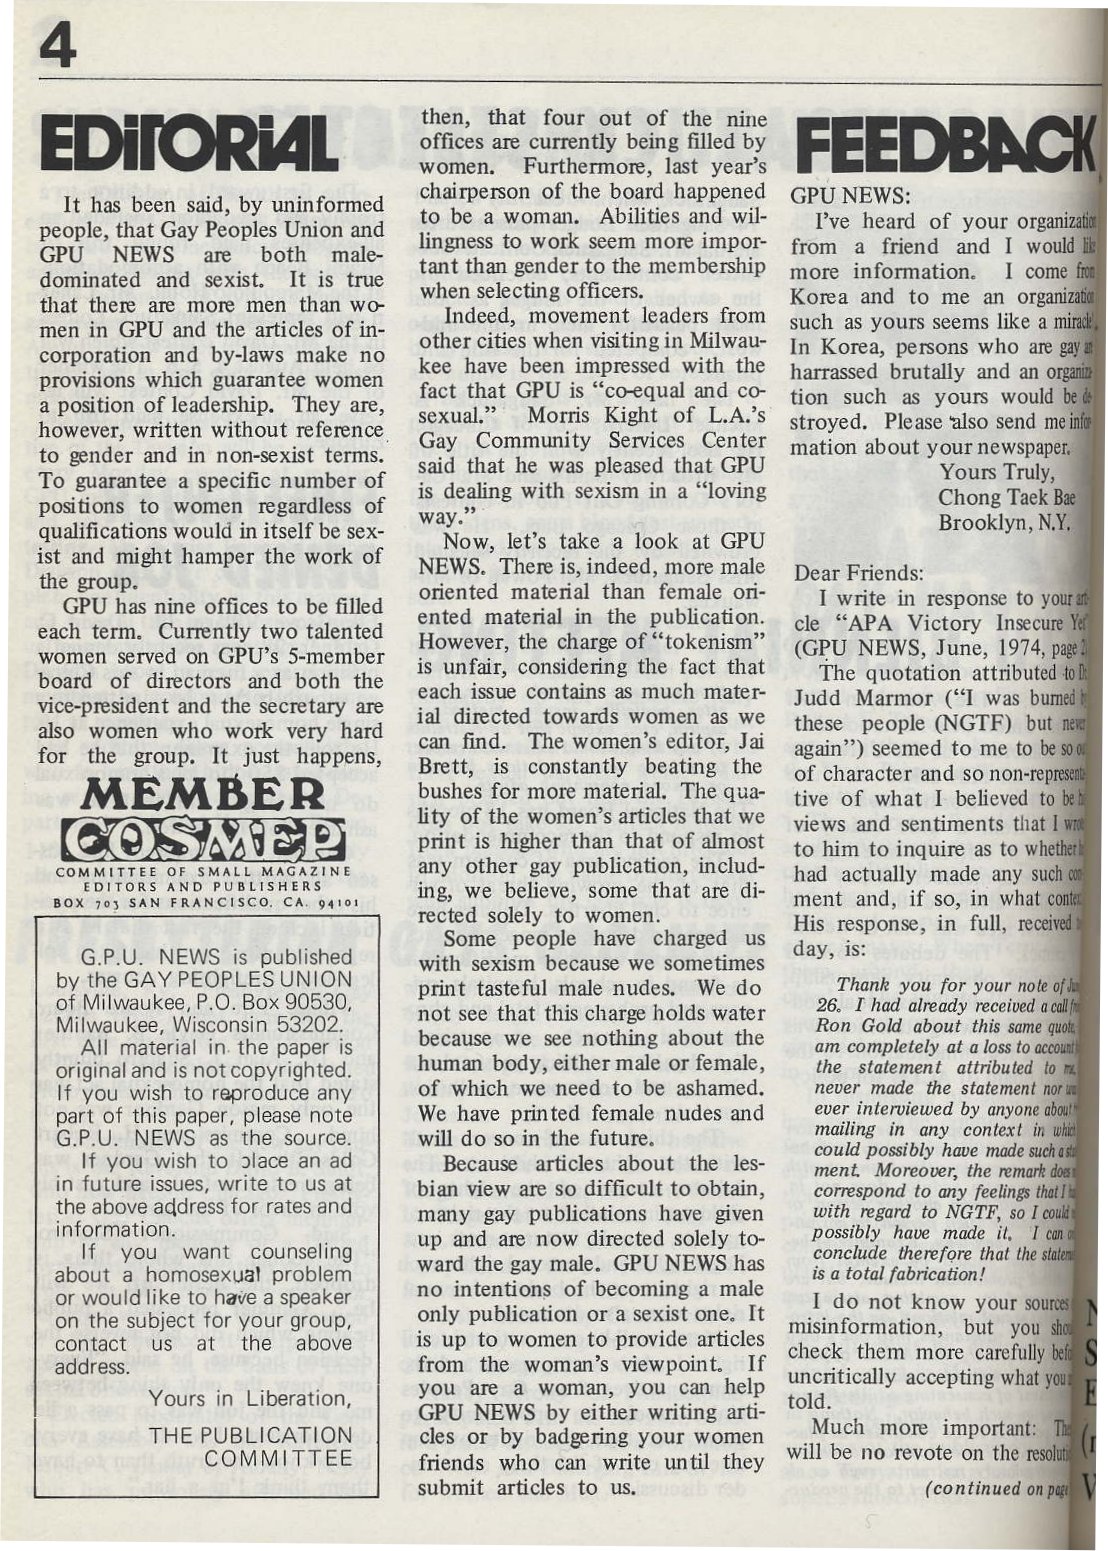 4
EDITORIAL
It has been said, by uninformed
people, that Gay Peoples Union and
GPU NEWS are both male-
dominated and sexist. It is true
that there are more men than wo-
men in GPU and the articles of in-
corporation and by-laws make no
provisions which guarantee women
a position of leadership. They are,
however, written without reference
to gender and in non-sexist terms.
To guarantee a specific number of
positions to women regardless of
qualifications would in itself be sex-
ist and might hamper the work of
the group.
GPU has nine offices to be filled
each term. Currently two talented
women served on GPU's 5-member
board of directors and both the
vice-president and the secretary are
also women who work very hard
for the group. It just happens,
MEMBER
COSMEP
COMMITTEE OF SMALL MAGAZINE
EDITORS AND PUBLISHERS
BOX 703 SAN FRANCISCO, CA. 94101
G.P.U. NEWS is published
by the GAY PEOPLES UNION
of Milwaukee, P.O. Box 90530,
Milwaukee, Wisconsin 53202.
All material in the paper is
original and is not copyrighted.
If you wish to reproduce any
part of this paper, please note
G.P.U. NEWS as the source.
If you wish to place an ad
in future issues, write to us at
the above address for rates and
information.
If you want counseling
about a homosexual problem
or would like to have a speaker
on the subject for your group,
contact us at the above
address.
Yours in Liberation,
THE PUBLICATION
COMMITTEE
then, that four out of the nine
offices are currently being filled by
women. Furthermore, last year's
chairperson of the board happened
to be a woman. Abilities and wil-
lingness to work seem more impor-
tant than gender to the membership
when selecting officers.
Indeed, movement leaders from
other cities when visiting in Milwau-
kee have been impressed with the
fact that GPU is "co-equal and co-
sexual." Morris Kight of L.A.'s
Gay Community Services Center
said that he was pleased that GPU
is dealing with sexism in a "loving
way."
Now, let's take a look at GPU
NEWS. There is, indeed, more male
oriented material than female ori-
ented material in the publication.
However, the charge of "tokenism"
is unfair, considering the fact that
each issue contains as much mater-
ial directed towards women as we
can find. The women's editor, Jai
Brett, is constantly beating the
bushes for more material. The qua-
lity of the women's articles that we
print is higher than that of almost
any other gay publication, includ-
ing, we believe, some that are di-
rected solely to women.
Some people have charged us
with sexism because we sometimes
print tasteful male nudes. We do
not see that this charge holds water
because we see nothing about the
human body, either male or female,
of which we need to be ashamed.
We have printed female nudes and
will do so in the future.
Because articles about the les-
bian view are so difficult to obtain,
many gay publications have given
up and are now directed solely to-
ward the gay male. GPU NEWS has
no intentions of becoming a male
only publication or a sexist one. It
is up to women to provide articles
from the woman's viewpoint. If
you are a woman, you can help
GPU NEWS by either writing arti-
cles or by badgering your women
friends who can write until they
submit articles to us.
FEEDBACK
GPU NEWS:
I've heard of your organization
from a friend and I would like
more information. I come from
Korea and to me an organization
such as yours seems like a miracle!
In Korea, persons who are gay are
harrassed brutally and an organiza-
tion such as yours would be de-
stroyed. Please also send me infor-
mation about your newspaper.
Yours Truly,
Chong Taek Bae
Brooklyn, N.Y.
Dear Friends:
I write in response to your arti-
cle "APA Victory Insecure Yet"
(GPU NEWS, June, 1974, page
The quotation attributed to Dr.
Judd Marmor ("I was burned by
these people (NGTF) but never
again") seemed to me to be so out
of character and so non-representa-
tive of what I believed to be his
views and sentiments that I wrote
to him to inquire as to whether he
had actually made any such com-
ment and, if so, in what context.
His response, in full, received
day, is:
Thank you for your note of
26. I had already received a call from
Ron Gold about this same quote.
am completely at a loss to account
the statement attributed to me.
never made the statement nor was
ever interviewed by anyone about
mailing in any context in which
could possibly have made such a state-
ment. Moreover, the remark does
correspond to any feelings that I
with regard to NGTF, so I could
possibly have made it. I can
conclude therefore that the statement
is a total fabrication!
I do not know your sources
misinformation, but you should
check them more carefully before
uncritically accepting what you
told.
Much more important:
will be no revote on the resolution
(continued on page